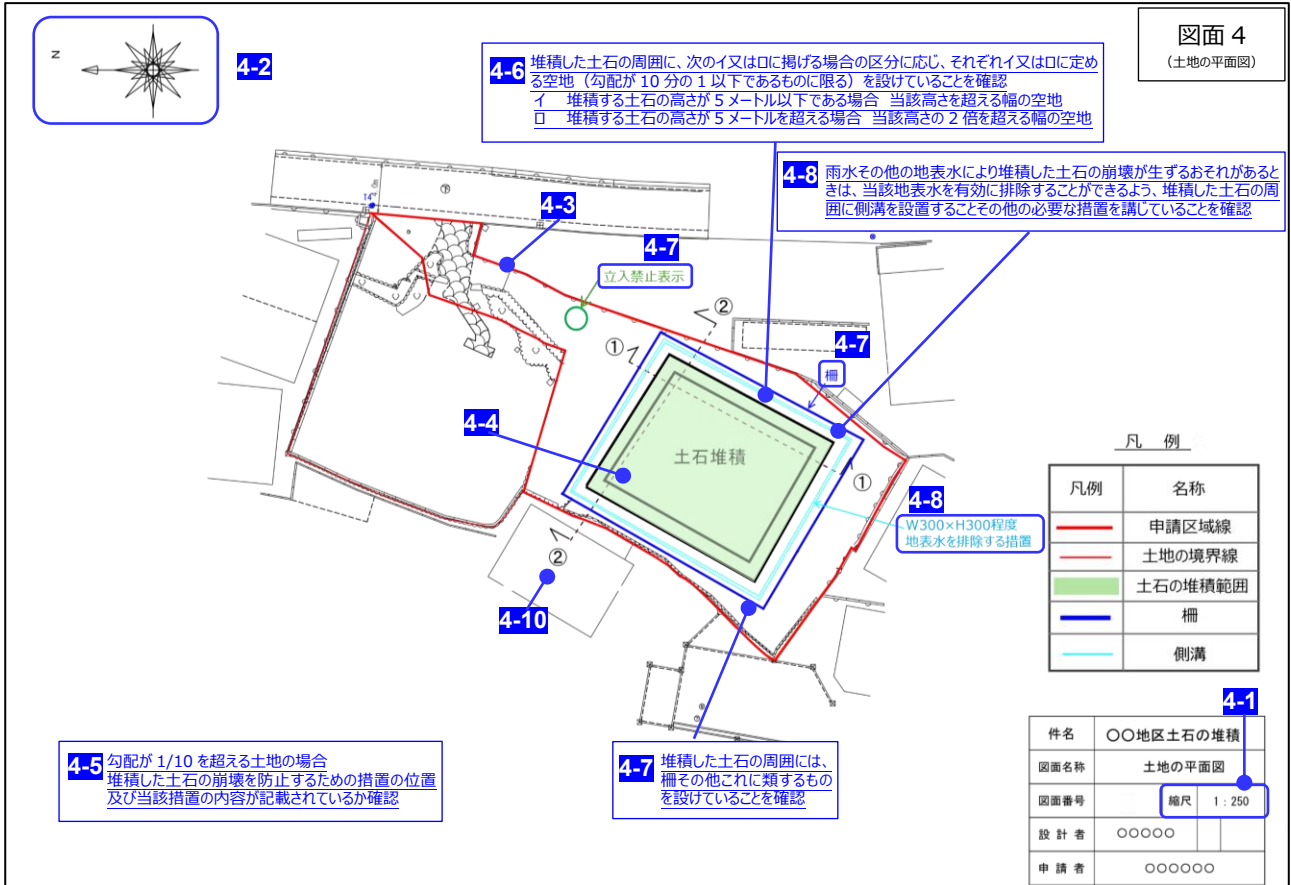 図面 4
（土地の平面図）
N
4-2
4-6
堆積した土石の周囲に、次のイ又はロに掲げる場合の区分に応じ、それぞれイ又はロに定め
る空地（勾配が 10 分の 1 以下であるものに限る）を設けていることを確認
イ 堆積する土石の高さが 5 メートル以下である場合 当該高さを超える幅の空地
ロ 堆積する土石の高さが 5 メートルを超える場合 当該高さの 2 倍を超える幅の空地
4-8
雨水その他の地表水により堆積した土石の崩壊が生ずるおそれがあると
きは、当該地表水を有効に排除することができるよう、堆積した土石の周
囲に側溝を設置することその他の必要な措置を講じていることを確認
4-3
4-7
立入禁止表示
②
①
4-7
柵
4-4
土石堆積
①
4-8
W300×H300程度
地表水を排除する措置
②
4-10
凡 例
凡例 名称
申請区域線
土地の境界線
土石の堆積範囲
柵
側溝
4-5
勾配が 1/10 を超える土地の場合
堆積した土石の崩壊を防止するための措置の位置
及び当該措置の内容が記載されているか確認
4-7
堆積した土石の周囲には、
柵その他これに類するもの
を設けていることを確認
4-1
件名 〇〇地区土石の堆積
図面名称 土地の平面図
図面番号 縮尺 1：250
設 計 者 〇〇〇〇〇
申 請 者 〇〇〇〇〇〇